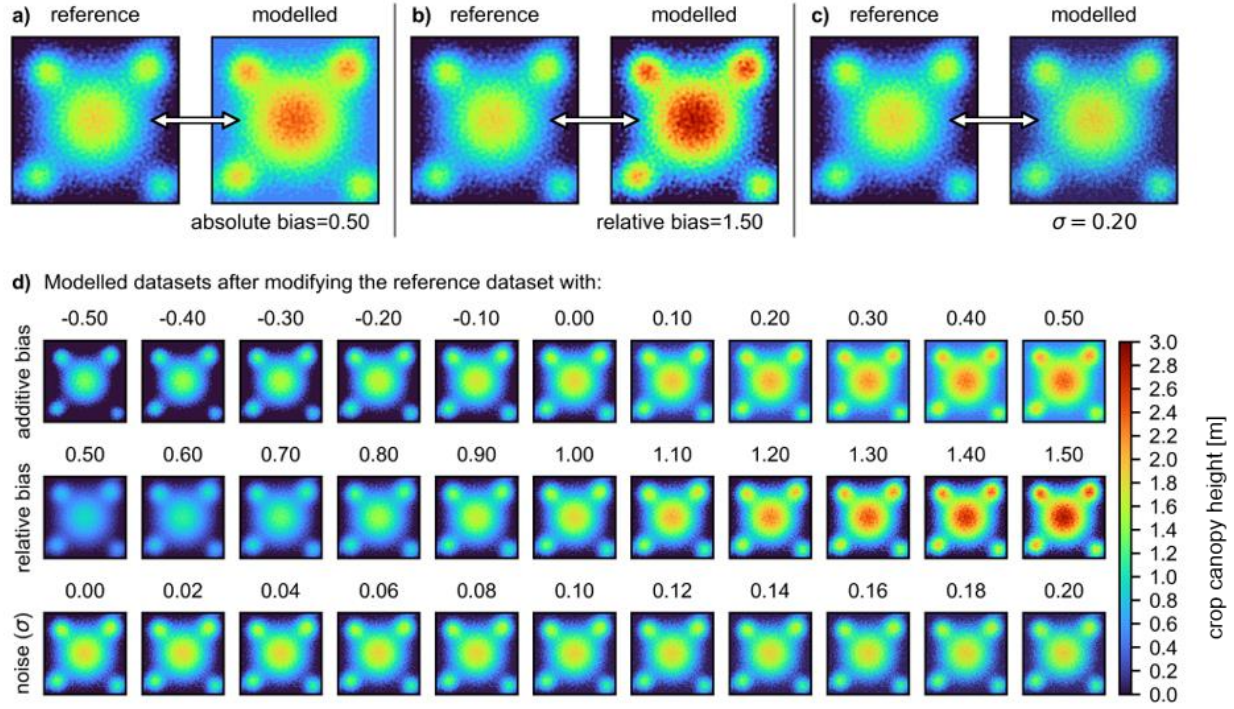 a) reference modelled
b) reference modelled
c) reference modelled
absolute bias=0.50
relative bias=1.50
σ = 0.20
d) Modelled datasets after modifying the reference dataset with:
additive bias
-0.50 -0.40 -0.30 -0.20 -0.10 0.00 0.10 0.20 0.30 0.40 0.50
relative bias
0.50 0.60 0.70 0.80 0.90 1.00 1.10 1.20 1.30 1.40 1.50
noise (σ)
0.00 0.02 0.04 0.06 0.08 0.10 0.12 0.14 0.16 0.18 0.20
3.0
2.8
2.6
2.4
2.2
2.0
1.8
1.6
1.4
1.2
1.0
0.8
0.6
0.4
0.2
0.0
crop canopy height [m]